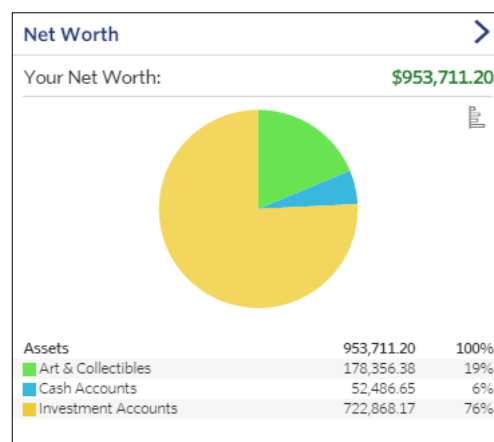 Net Worth
Your Net Worth: $953,711.20
Assets 953,711.20 100%
Art & Collectibles 178,356.38 19%
Cash Accounts 52,486.65 6%
Investment Accounts 722,868.17 76%